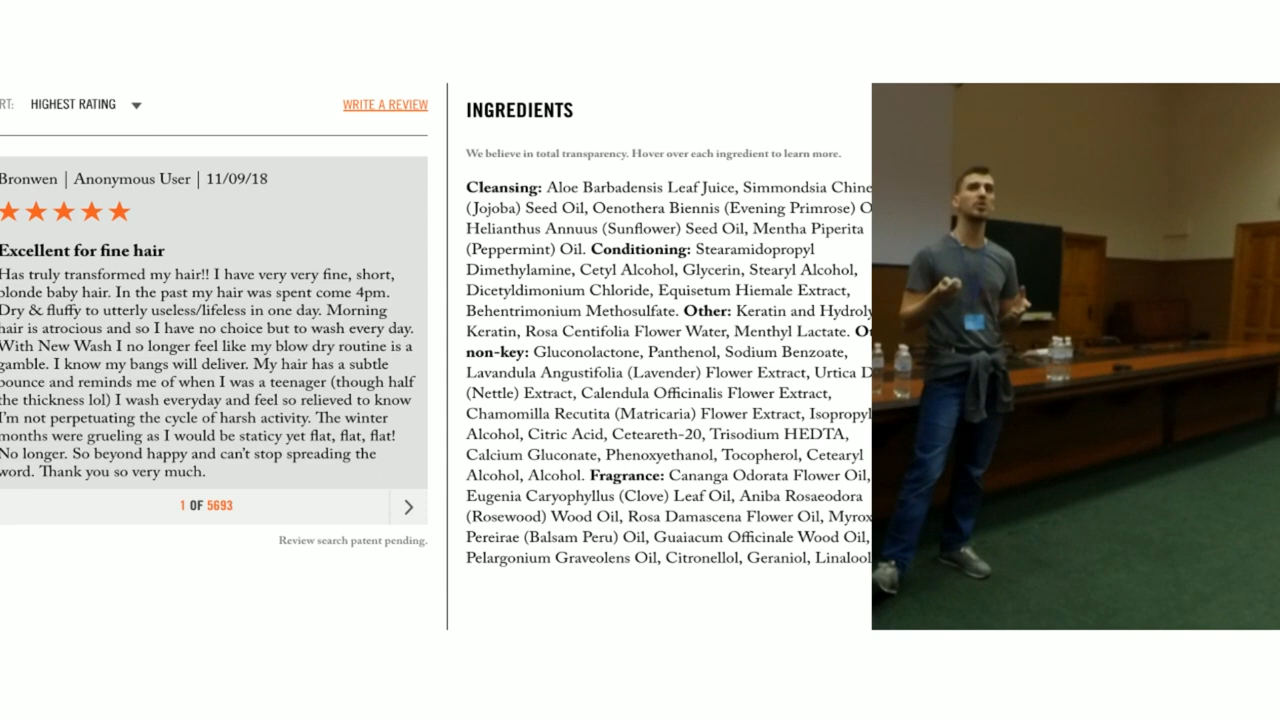 RT: HIGHEST RATING
WRITE A REVIEW
Bronwen | Anonymous User | 11/09/18
Excellent for fine hair
Has truly transformed my hair!! I have very very fine, short,
blonde baby hair. In the past my hair was spent come 4pm.
Dry & fluffy to utterly useless/lifeless in one day. Morning
hair is atrocious and so I have no choice but to wash every day.
With New Wash I no longer feel like my blow dry routine is a
gamble. I know my bangs will deliver. My hair has a subtle
bounce and reminds me of when I was a teenager (though half
the thickness lol) I wash everyday and feel so relieved to know
I'm not perpetuating the cycle of harsh activity. The winter
months were grueling as I would be staticy yet flat, flat, flat!
No longer. So beyond happy and can't stop spreading the
word. Thank you so very much.
1 OF 5693
Review search patent pending.
INGREDIENTS
We believe in total transparency. Hover over each ingredient to learn more.
Cleansing: Aloe Barbadensis Leaf Juice, Simmondsia Chine
(Jojoba) Seed Oil, Oenothera Biennis (Evening Primrose) O
Helianthus Annuus (Sunflower) Seed Oil, Mentha Piperita
(Peppermint) Oil. Conditioning: Stearamidopropyl
Dimethylamine, Cetyl Alcohol, Glycerin, Stearyl Alcohol,
Dicetyldimonium Chloride, Equisetum Hiemale Extract,
Behentrimonium Methosulfate. Other: Keratin and Hydroly
Keratin, Rosa Centifolia Flower Water, Menthyl Lactate. Ot
non-key: Gluconolactone, Panthenol, Sodium Benzoate,
Lavandula Angustifolia (Lavender) Flower Extract, Urtica D
(Nettle) Extract, Calendula Officinalis Flower Extract,
Chamomilla Recutita (Matricaria) Flower Extract, Isopropyl
Alcohol, Citric Acid, Ceteareth-20, Trisodium HEDTA,
Calcium Gluconate, Phenoxyethanol, Tocopherol, Cetearyl
Alcohol, Alcohol. Fragrance: Cananga Odorata Flower Oil,
Eugenia Caryophyllus (Clove) Leaf Oil, Aniba Rosaeodora
(Rosewood) Wood Oil, Rosa Damascena Flower Oil, Myrox
Pereirae (Balsam Peru) Oil, Guaiacum Officinale Wood Oil,
Pelargonium Graveolens Oil, Citronellol, Geraniol, Linalool